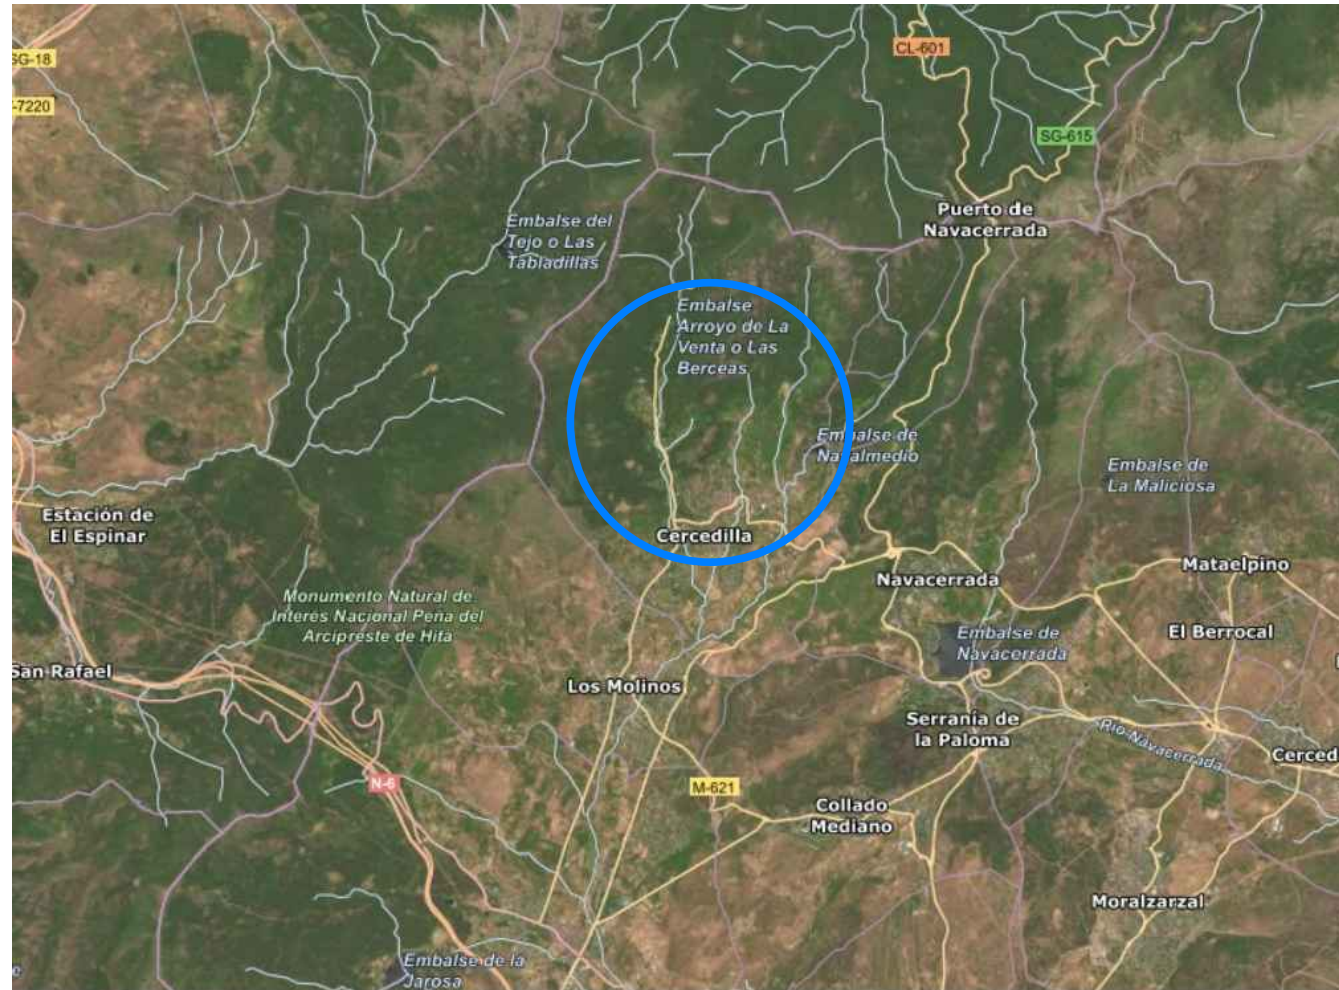 SG-18
CL-601
-7220
SG-615
Puerto de
Navacerrada
Embalse del
Tejo o Las
Tabladillas
Embalse
Arroyo de La
Venta o Las
Berceas
Embalse de
Navalmedio
Embalse de
La Maliciosa
Estación de
El Espinar
Cercedilla
Mataelpino
Navacerrada
Monumento Natural de
Interés Nacional Peña del
Arcipreste de Hita
Embalse de
Navacerrada
El Berrocal
San Rafael
Los Molinos
Serranía de
la Paloma
Río Navacerrada
Cerced
N-6
M-621
Collado
Mediano
Moralzarzal
Embalse de la
Jarosa
e